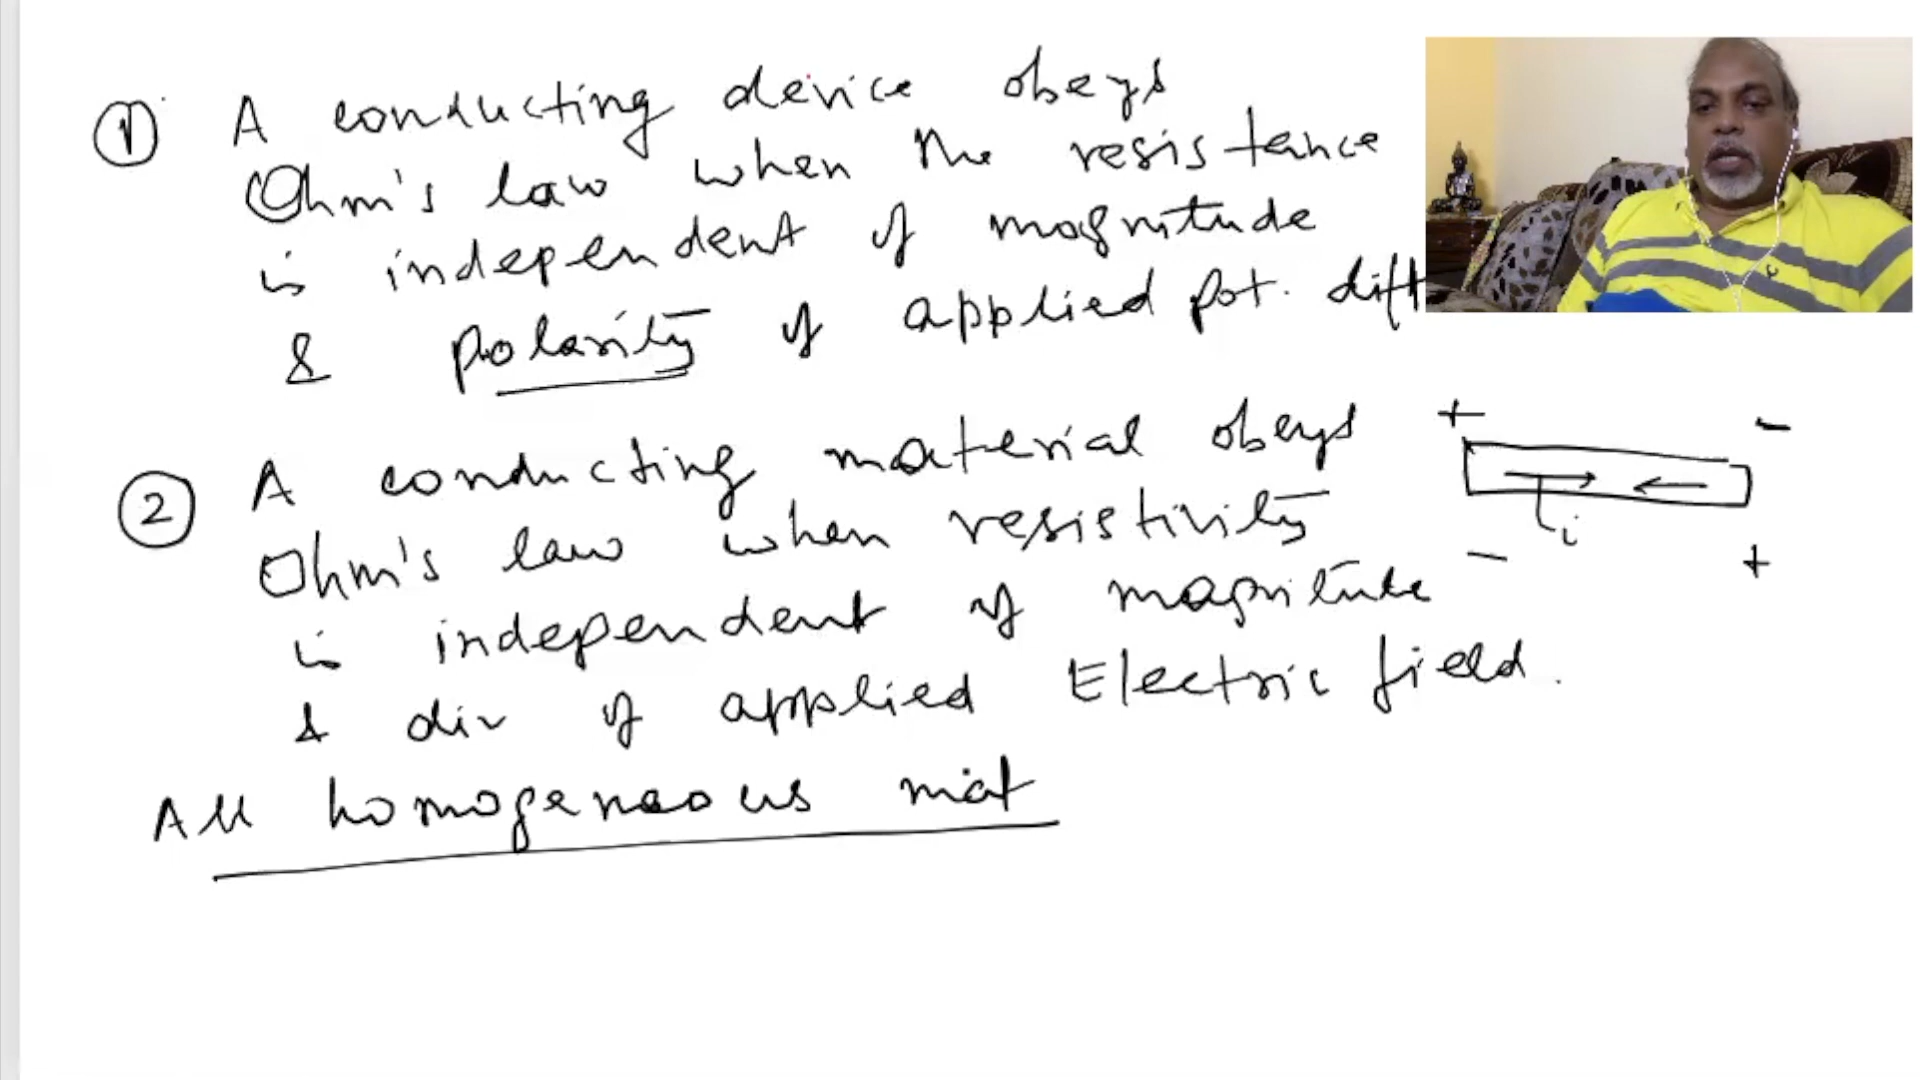 ① A conducting device obeys
Ohm's law when the resistance
is independent of magnitude
& polarity of applied pot. diff
② A conducting material obeys
Ohm's law when resistivity
is independent of magnitude
& dir of applied Electric field.
All homogeneous mat
+ -
i
- +